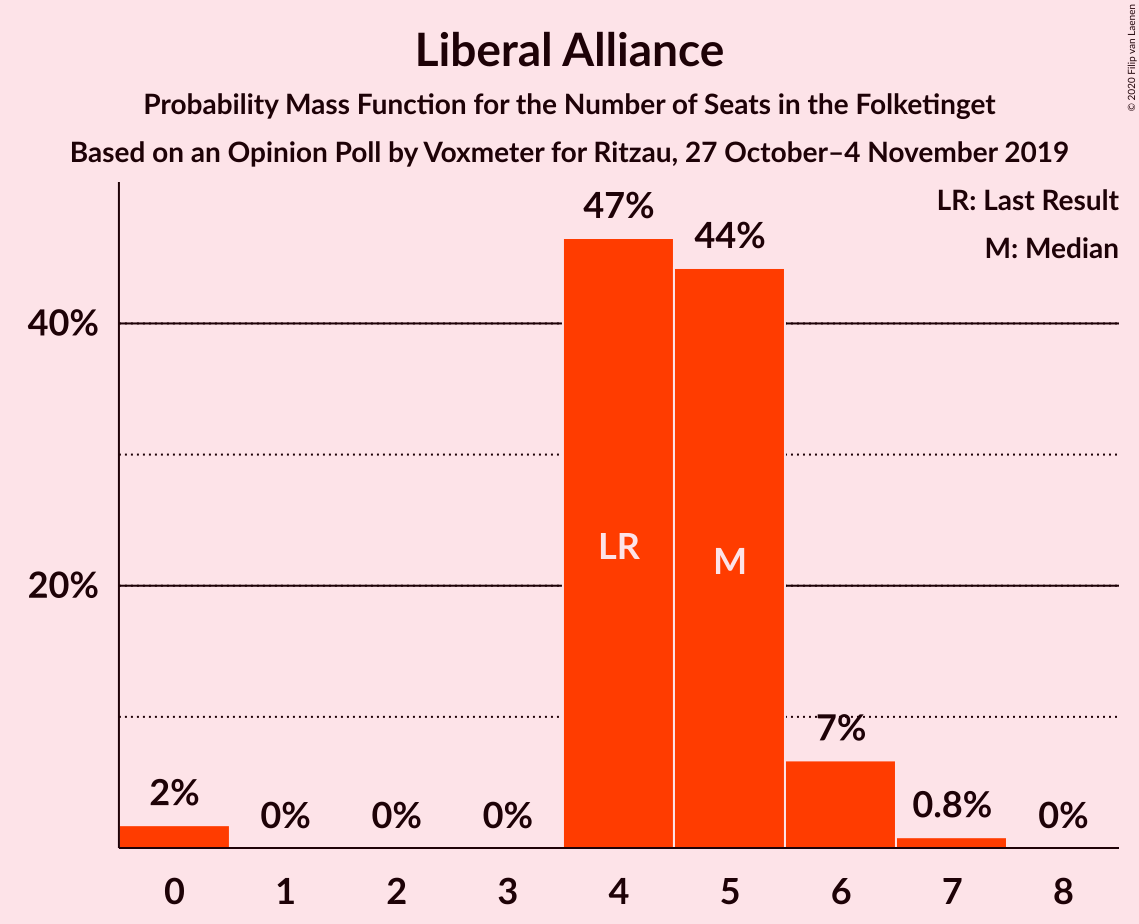 Liberal Alliance
Probability Mass Function for the Number of Seats in the Folketinget
Based on an Opinion Poll by Voxmeter for Ritzau, 27 October–4 November 2019
© 2020 Filip van Laenen
LR: Last Result
M: Median
40%
20%
2%
0%
0%
0%
47%
44%
7%
0.8%
0%
LR
M
0 1 2 3 4 5 6 7 8